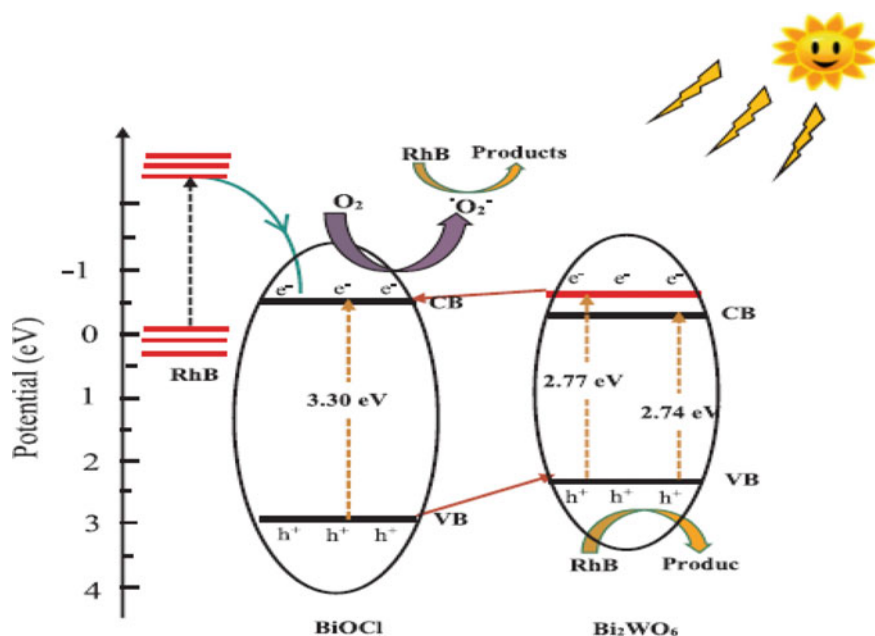 RhB Products
O₂ •O₂⁻
-1
0
1
2
3
4
Potential (eV)
RhB
e⁻ e⁻ e⁻
CB
3.30 eV
h⁺ h⁺ h⁺
VB
BiOCl
e⁻ e⁻ e⁻
CB
2.77 eV
2.74 eV
VB
h⁺ h⁺ h⁺
RhB Produc
Bi₂WO₆